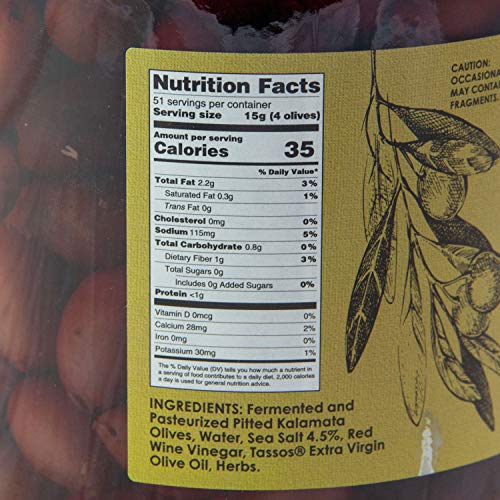 Nutrition Facts
51 servings per container
Serving size 15g (4 olives)
Amount per serving
Calories 35
% Daily Value*
Total Fat 2.2g 3%
Saturated Fat 0.3g 1%
Trans Fat 0g
Cholesterol 0mg 0%
Sodium 115mg 5%
Total Carbohydrate 0.8g 0%
Dietary Fiber 1g 3%
Total Sugars 0g
Includes 0g Added Sugars 0%
Protein <1g
Vitamin D 0mcg 0%
Calcium 28mg 2%
Iron 0mg 0%
Potassium 30mg 1%
* The % Daily Value (DV) tells you how much a nutrient in
a serving of food contributes to a daily diet. 2,000 calories
a day is used for general nutrition advice.
INGREDIENTS: Fermented and
Pasteurized Pitted Kalamata
Olives, Water, Sea Salt 4.5%, Red
Wine Vinegar, Tassos® Extra Virgin
Olive Oil, Herbs.
CAUTION:
OCCASIONA
MAY CONTA
FRAGMENTS.